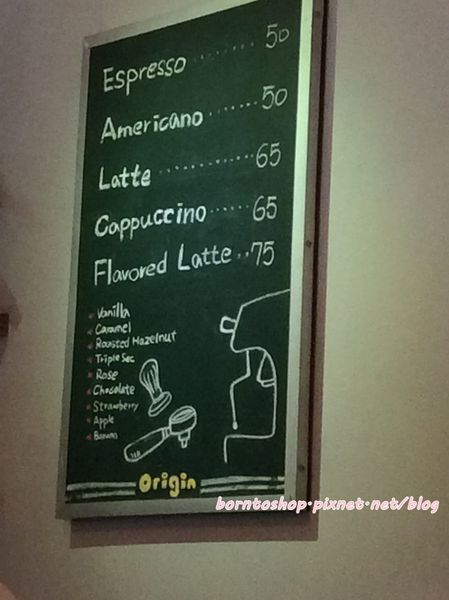 Espresso ........ 50
Americano ........ 50
Latte ............ 65
Cappuccino ...... 65
Flavored Latte .. 75
Vanilla
Caramel
Roasted Hazelnut
Triple Sec
Rose
Chocolate
Strawberry
Apple
Banana
Origin
borntoshop.pixnet.net/blog